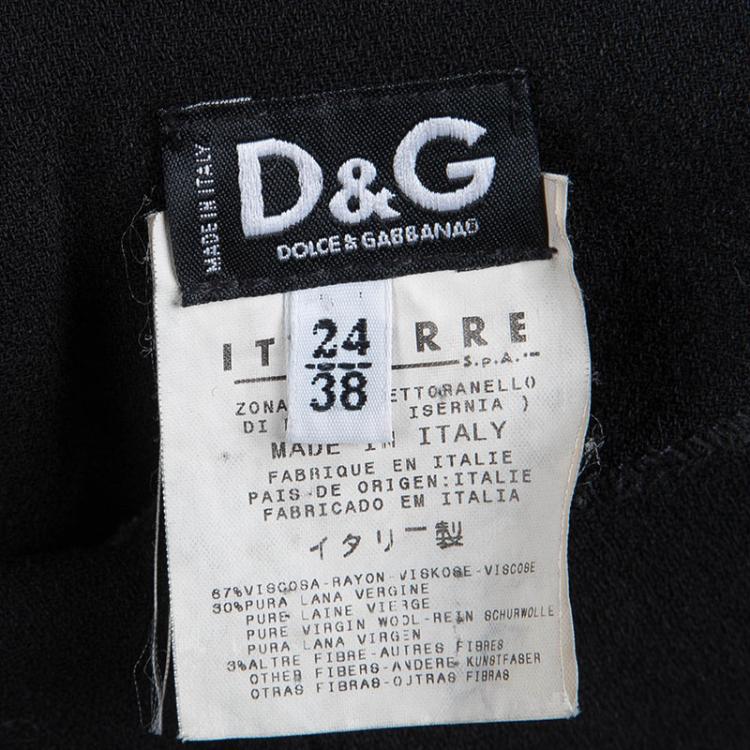 MADE IN ITALY
D&G
DOLCE & GABBANA®
24
38
IT RRE
S.p.A.
ZONA ETTORANELLO
DI ISERNIA )
MADE IN ITALY
FABRIQUE EN ITALIE
PAIS DE ORIGEN:ITALIE
FABRICADO EM ITALIA
イタリー製
67%VISCOSA-RAYON-VISKOSE-VISCOSE
30%PURA LANA VERGINE
PURE LAINE VIERGE
PURE VIRGIN WOOL-REIN SCHURWOLLE
PURA LANA VIRGEN
3%ALTRE FIBRE-AUTRES FIBRES
OTHER FIBERS-ANDERE KUNSTFASER
OTRAS FIBRAS-OUTRAS FIBRAS